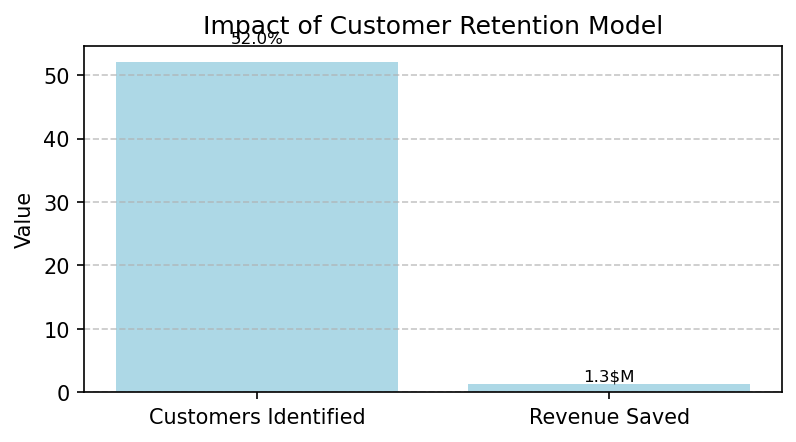 Impact of Customer Retention Model
52.0%
50
40
30
20
10
0
Value
1.3$M
Customers Identified
Revenue Saved